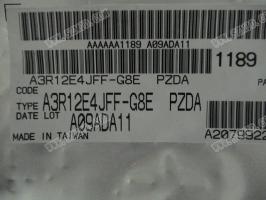 AAAAAA1189 A09ADA11
1189
A3R12E4JFF-G8E PZDA
CODE
TYPE A3R12E4JFF-G8E PZDA
DATE LOT A09ADA11
MADE IN TAIWAN
A2079922